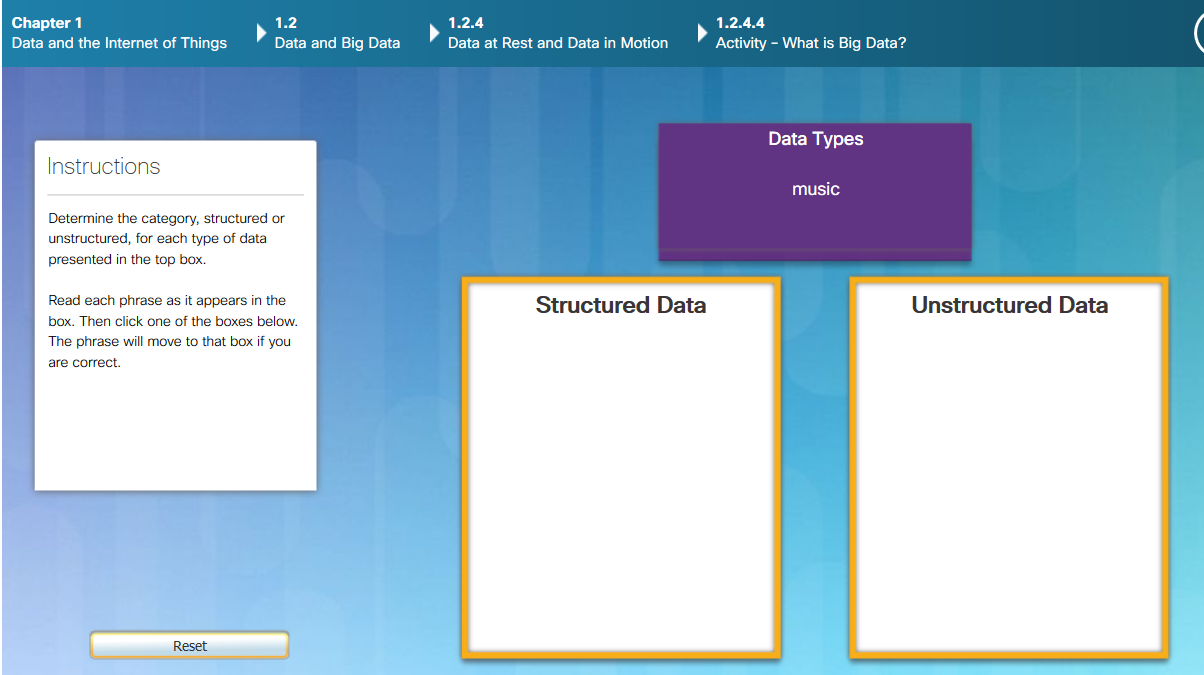 Chapter 1
Data and the Internet of Things
1.2
Data and Big Data
1.2.4
Data at Rest and Data in Motion
1.2.4.4
Activity - What is Big Data?
Instructions
Determine the category, structured or
unstructured, for each type of data
presented in the top box.
Read each phrase as it appears in the
box. Then click one of the boxes below.
The phrase will move to that box if you
are correct.
Data Types
music
Structured Data
Unstructured Data
Reset